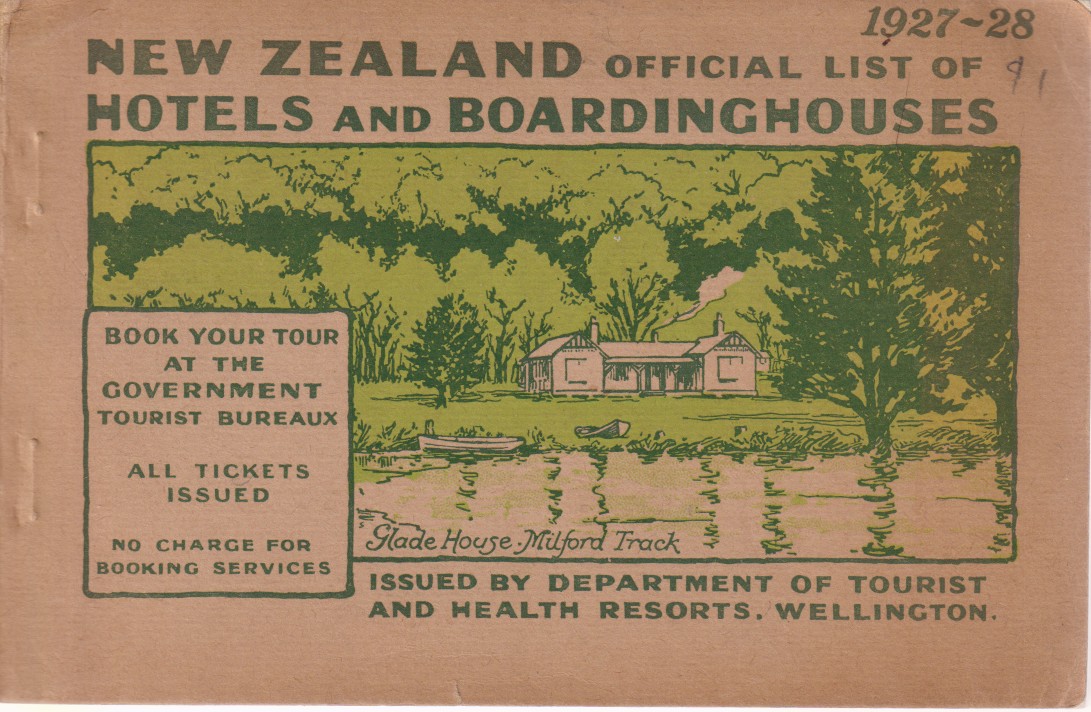 1927-28
NEW ZEALAND OFFICIAL LIST OF
HOTELS AND BOARDINGHOUSES
BOOK YOUR TOUR
AT THE
GOVERNMENT
TOURIST BUREAUX
ALL TICKETS
ISSUED
NO CHARGE FOR
BOOKING SERVICES
Glade House. Milford Track
ISSUED BY DEPARTMENT OF TOURIST
AND HEALTH RESORTS. WELLINGTON.